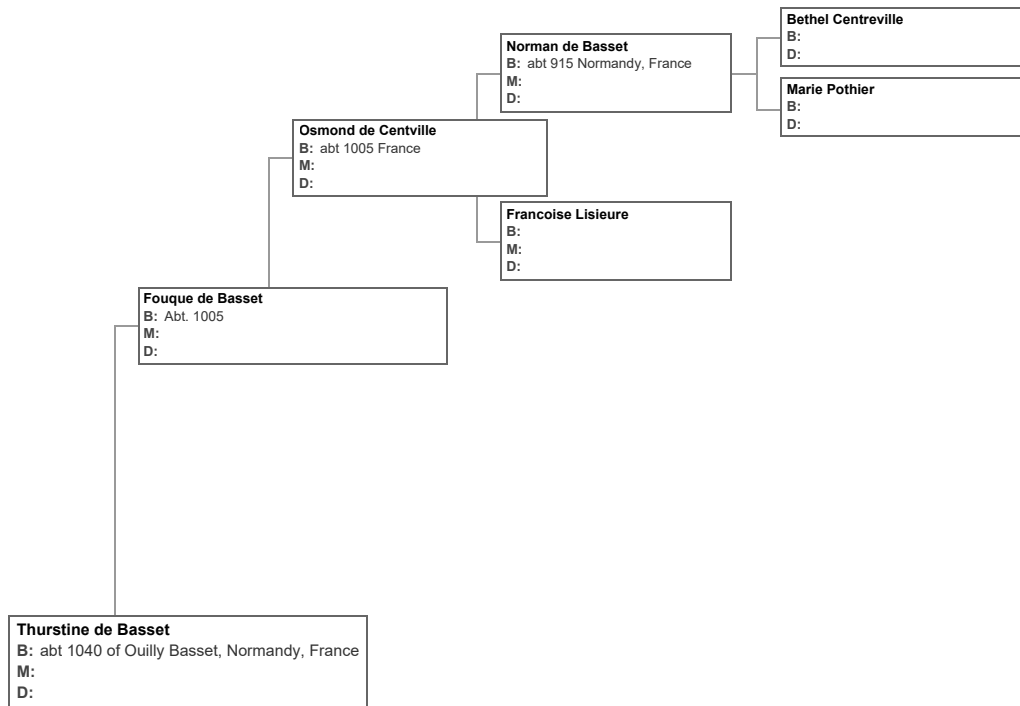 Bethel Centreville
B:
D:
Norman de Basset
B: abt 915 Normandy, France
M:
D:
Marie Pothier
B:
D:
Osmond de Centville
B: abt 1005 France
M:
D:
Francoise Lisieure
B:
M:
D:
Fouque de Basset
B: Abt. 1005
M:
D:
Thurstine de Basset
B: abt 1040 of Ouilly Basset, Normandy, France
M:
D: